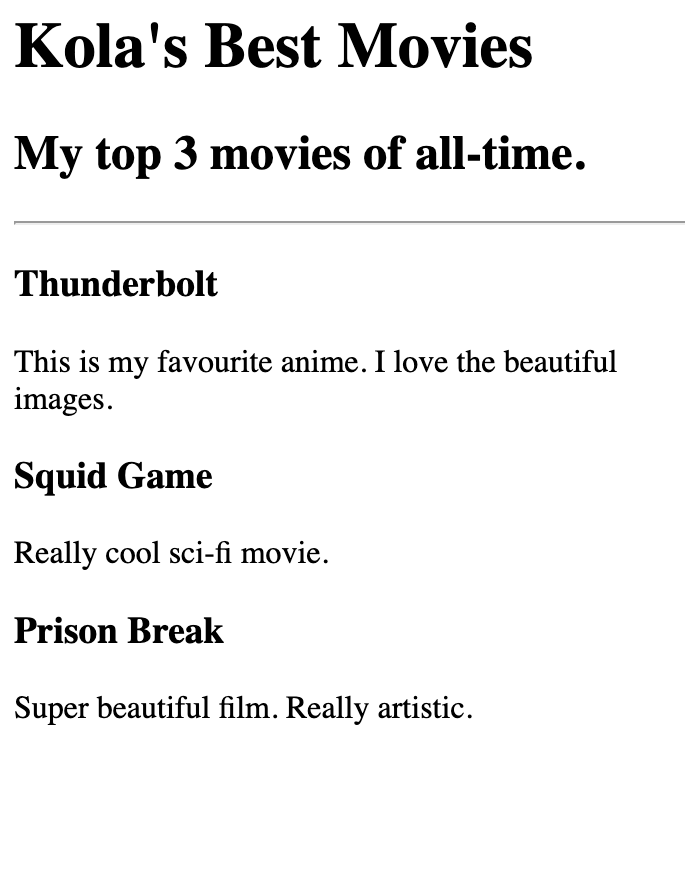 Kola's Best Movies
My top 3 movies of all-time.
Thunderbolt
This is my favourite anime. I love the beautiful
images.
Squid Game
Really cool sci-fi movie.
Prison Break
Super beautiful film. Really artistic.